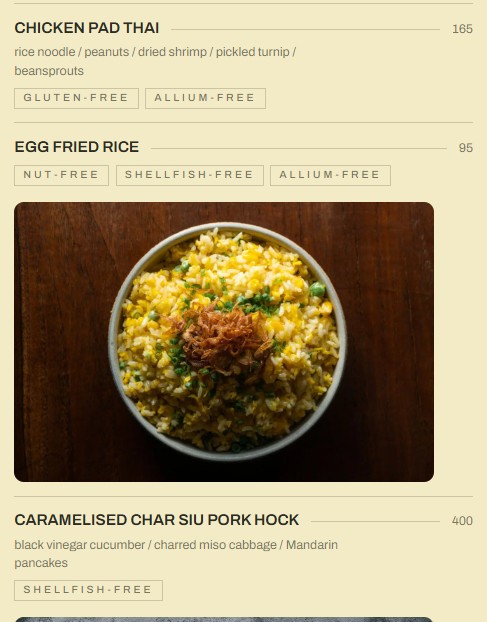 CHICKEN PAD THAI 165
rice noodle / peanuts / dried shrimp / pickled turnip /
beansprouts
GLUTEN-FREE ALLIUM-FREE
EGG FRIED RICE 95
NUT-FREE SHELLFISH-FREE ALLIUM-FREE
CARAMELISED CHAR SIU PORK HOCK 400
black vinegar cucumber / charred miso cabbage / Mandarin
pancakes
SHELLFISH-FREE